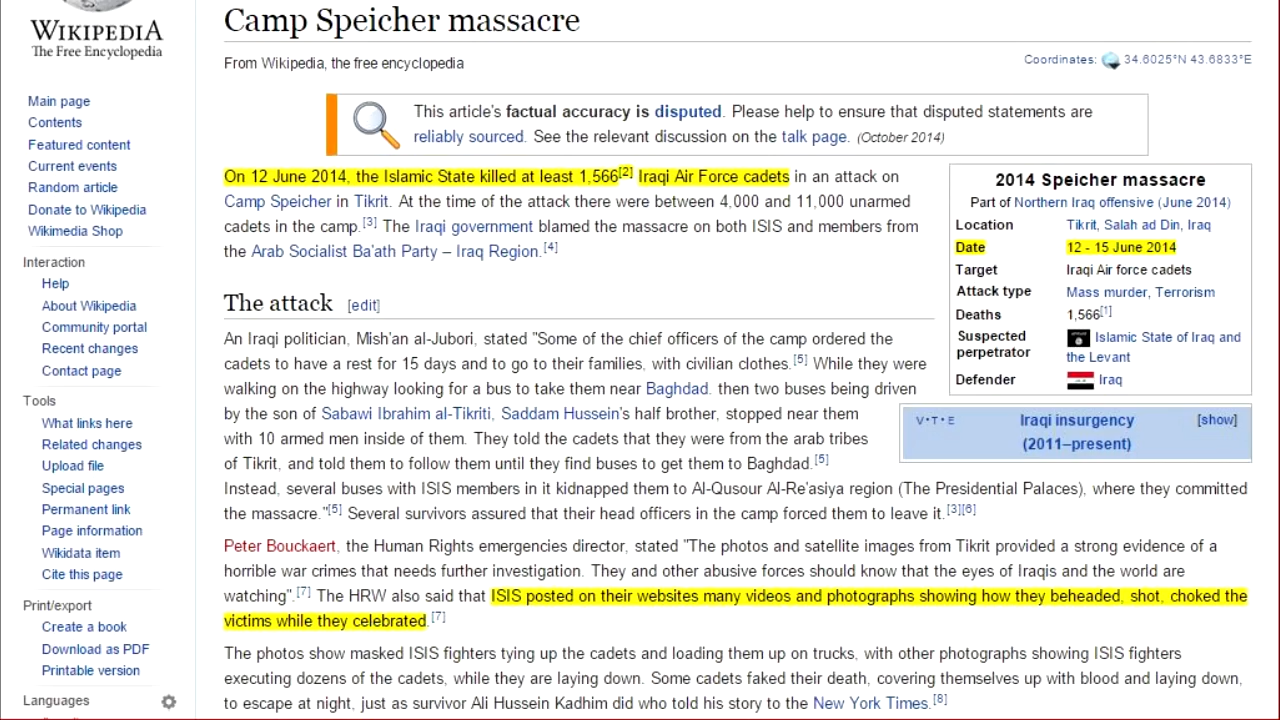 WIKIPEDIA
The Free Encyclopedia
Main page
Contents
Featured content
Current events
Random article
Donate to Wikipedia
Wikimedia Shop
Interaction
Help
About Wikipedia
Community portal
Recent changes
Contact page
Tools
What links here
Related changes
Upload file
Special pages
Permanent link
Page information
Wikidata item
Cite this page
Print/export
Create a book
Download as PDF
Printable version
Languages
Camp Speicher massacre
From Wikipedia, the free encyclopedia
Coordinates: 34.6025°N 43.6833°E
This article's factual accuracy is disputed. Please help to ensure that disputed statements are
reliably sourced. See the relevant discussion on the talk page. (October 2014)
On 12 June 2014, the Islamic State killed at least 1,566[2] Iraqi Air Force cadets in an attack on
Camp Speicher in Tikrit. At the time of the attack there were between 4,000 and 11,000 unarmed
cadets in the camp.[3] The Iraqi government blamed the massacre on both ISIS and members from
the Arab Socialist Ba'ath Party – Iraq Region.[4]
2014 Speicher massacre
Part of Northern Iraq offensive (June 2014)
Location Tikrit, Salah ad Din, Iraq
Date 12 - 15 June 2014
Target Iraqi Air force cadets
Attack type Mass murder, Terrorism
Deaths 1,566[1]
Suspected perpetrator Islamic State of Iraq and
the Levant
Defender Iraq
V·T·E Iraqi insurgency [show]
(2011–present)
The attack [edit]
An Iraqi politician, Mish'an al-Jubori, stated "Some of the chief officers of the camp ordered the
cadets to have a rest for 15 days and to go to their families, with civilian clothes.[5] While they were
walking on the highway looking for a bus to take them near Baghdad. then two buses being driven
by the son of Sabawi Ibrahim al-Tikriti, Saddam Hussein's half brother, stopped near them
with 10 armed men inside of them. They told the cadets that they were from the arab tribes
of Tikrit, and told them to follow them until they find buses to get them to Baghdad.[5]
Instead, several buses with ISIS members in it kidnapped them to Al-Qusour Al-Re'asiya region (The Presidential Palaces), where they committed
the massacre."[5] Several survivors assured that their head officers in the camp forced them to leave it.[3][6]
Peter Bouckaert, the Human Rights emergencies director, stated "The photos and satellite images from Tikrit provided a strong evidence of a
horrible war crimes that needs further investigation. They and other abusive forces should know that the eyes of Iraqis and the world are
watching".[7] The HRW also said that ISIS posted on their websites many videos and photographs showing how they beheaded, shot, choked the
victims while they celebrated.[7]
The photos show masked ISIS fighters tying up the cadets and loading them up on trucks, with other photographs showing ISIS fighters
executing dozens of the cadets, while they are laying down. Some cadets faked their death, covering themselves up with blood and laying down,
to escape at night, just as survivor Ali Hussein Kadhim did who told his story to the New York Times.[8]